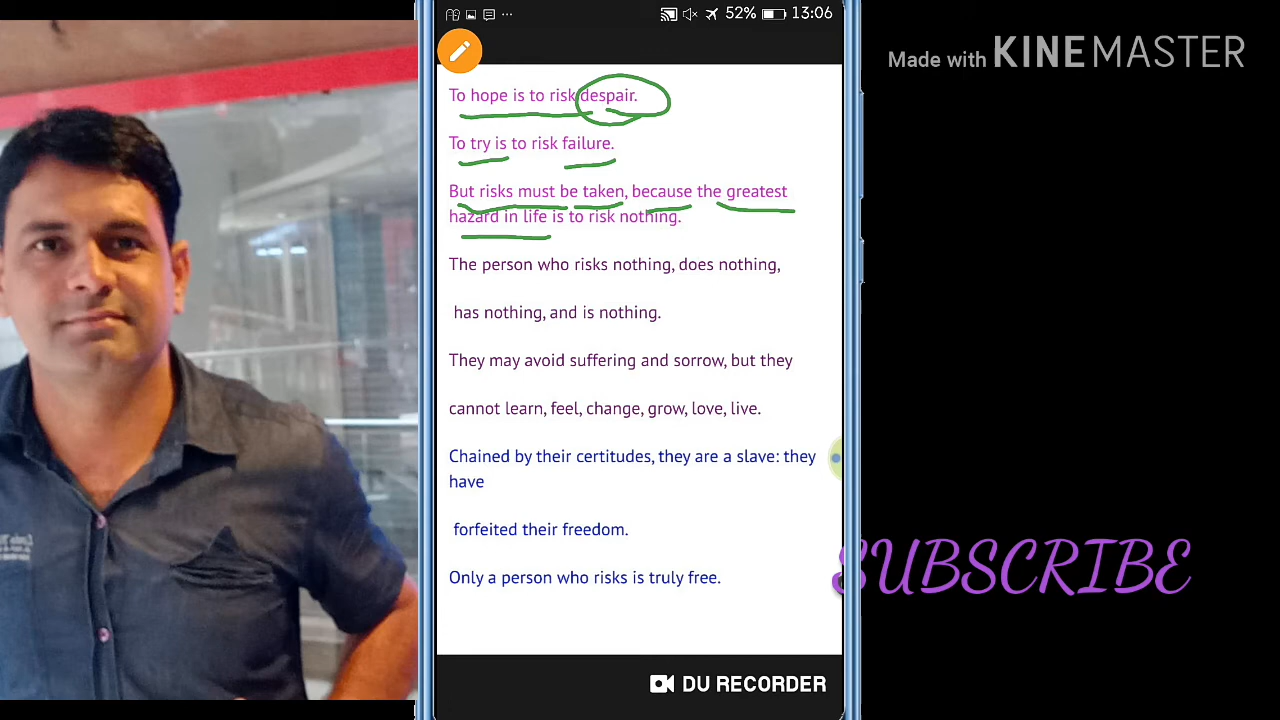 52% 13:06
Made with KINEMASTER
To hope is to risk despair.
To try is to risk failure.
But risks must be taken, because the greatest
hazard in life is to risk nothing.
The person who risks nothing, does nothing,
has nothing, and is nothing.
They may avoid suffering and sorrow, but they
cannot learn, feel, change, grow, love, live.
Chained by their certitudes, they are a slave: they
have
forfeited their freedom.
Only a person who risks is truly free.
SUBSCRIBE
DU RECORDER